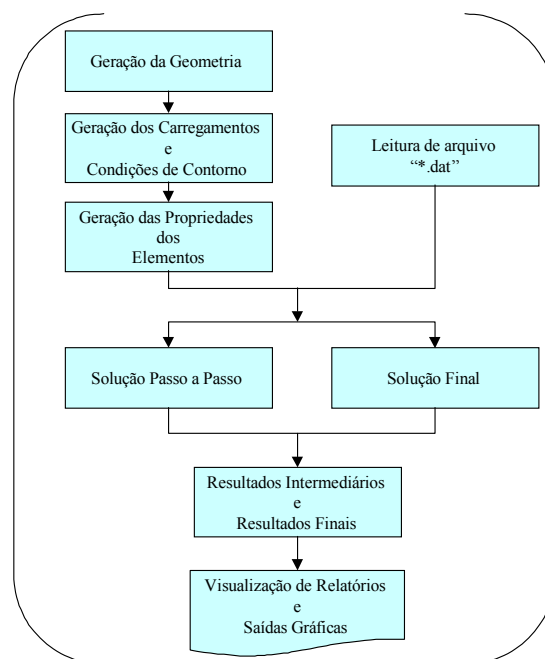 Geração da Geometria
Geração dos Carregamentos
e
Condições de Contorno
Leitura de arquivo
“*.dat”
Geração das Propriedades
dos
Elementos
Solução Passo a Passo
Solução Final
Resultados Intermediários
e
Resultados Finais
Visualização de Relatórios
e
Saídas Gráficas